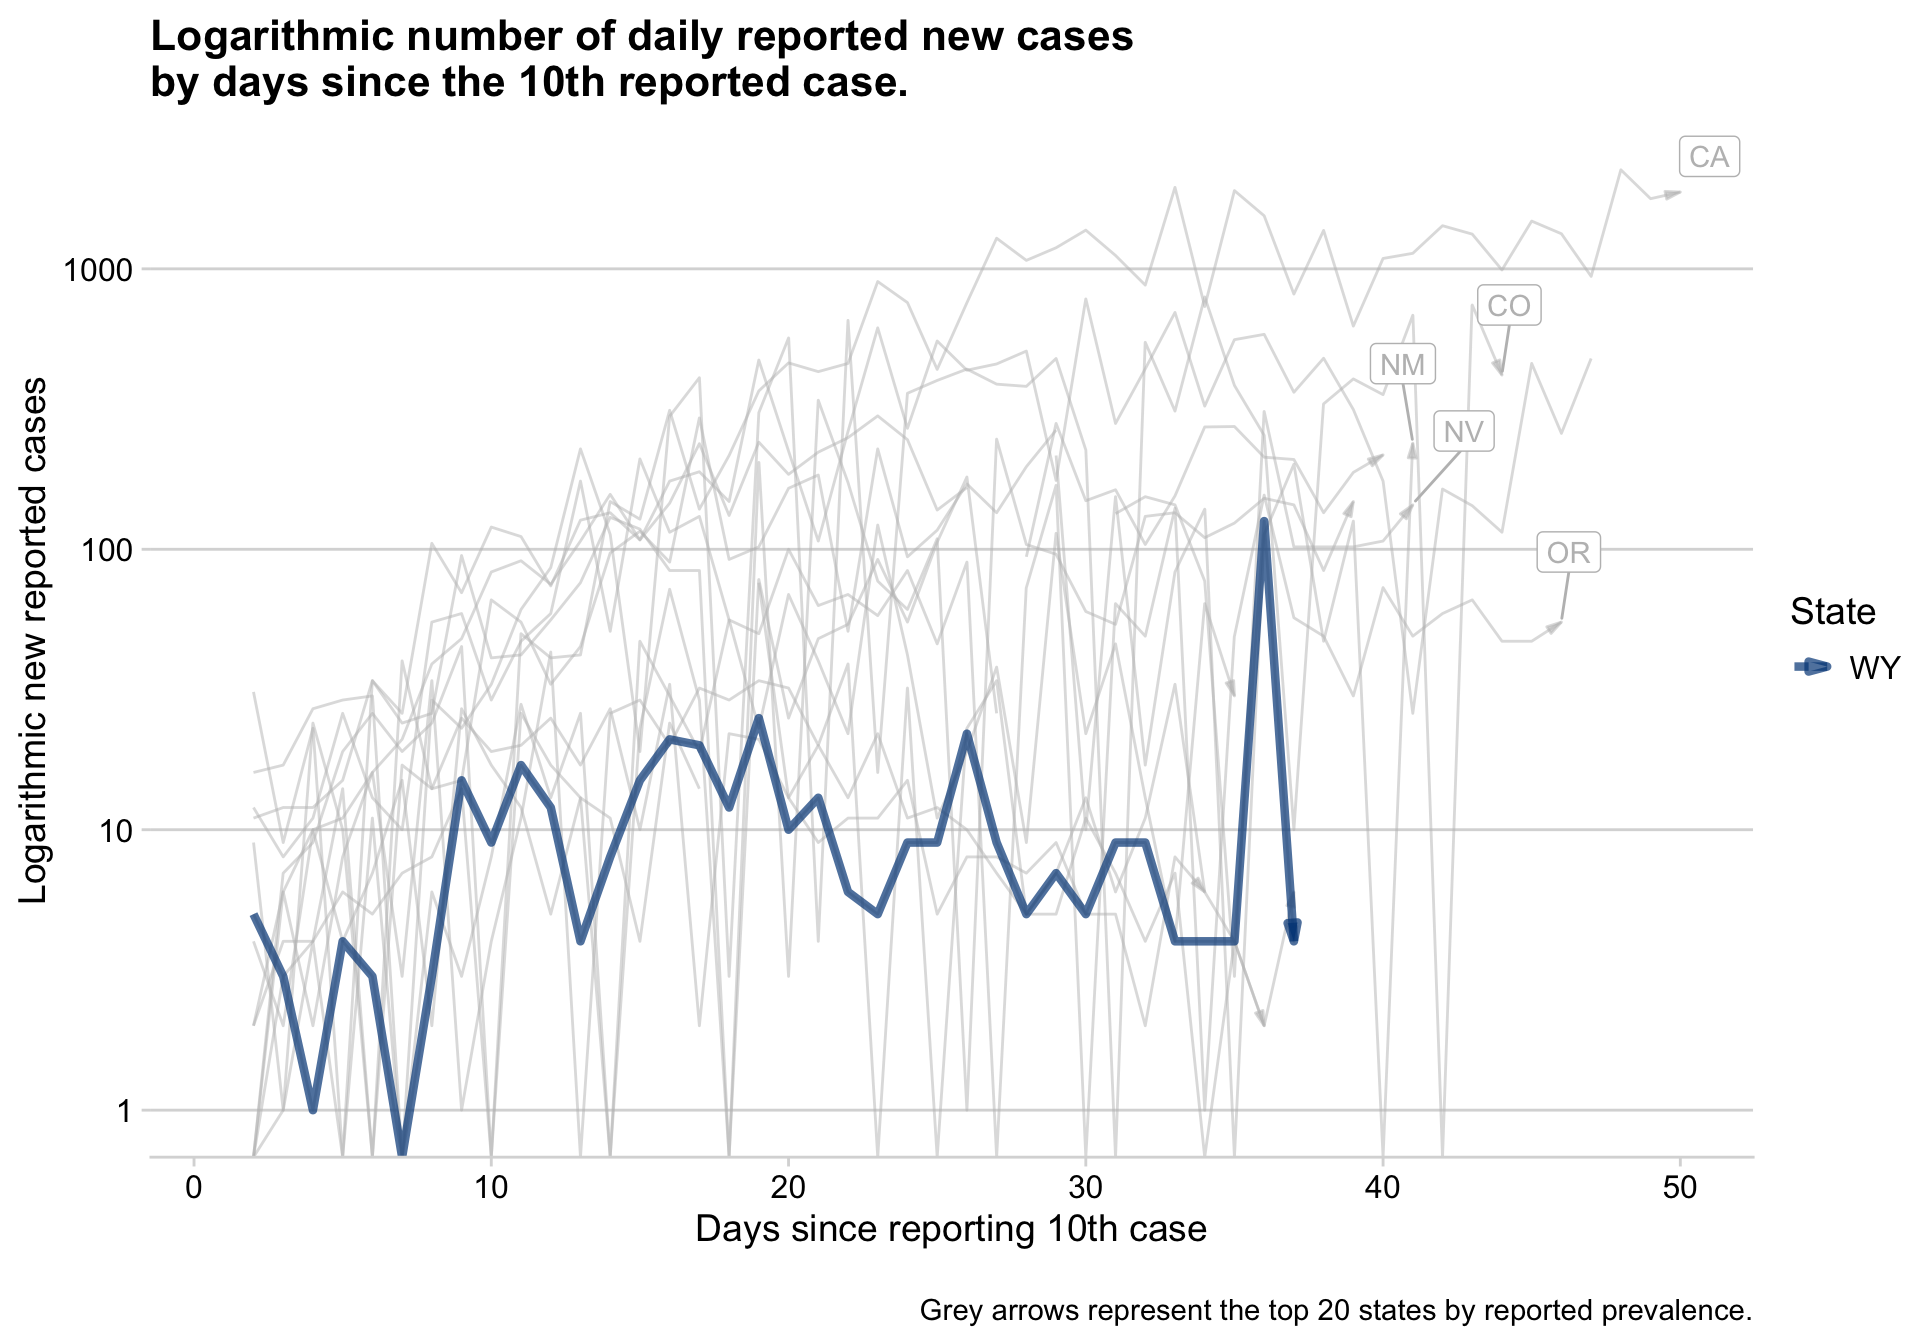 Logarithmic number of daily reported new cases
by days since the 10th reported case.
CA
1000
CO
NM
NV
100
OR
State
WY
10
1
Logarithmic new reported cases
0 10 20 30 40 50
Days since reporting 10th case
Grey arrows represent the top 20 states by reported prevalence.